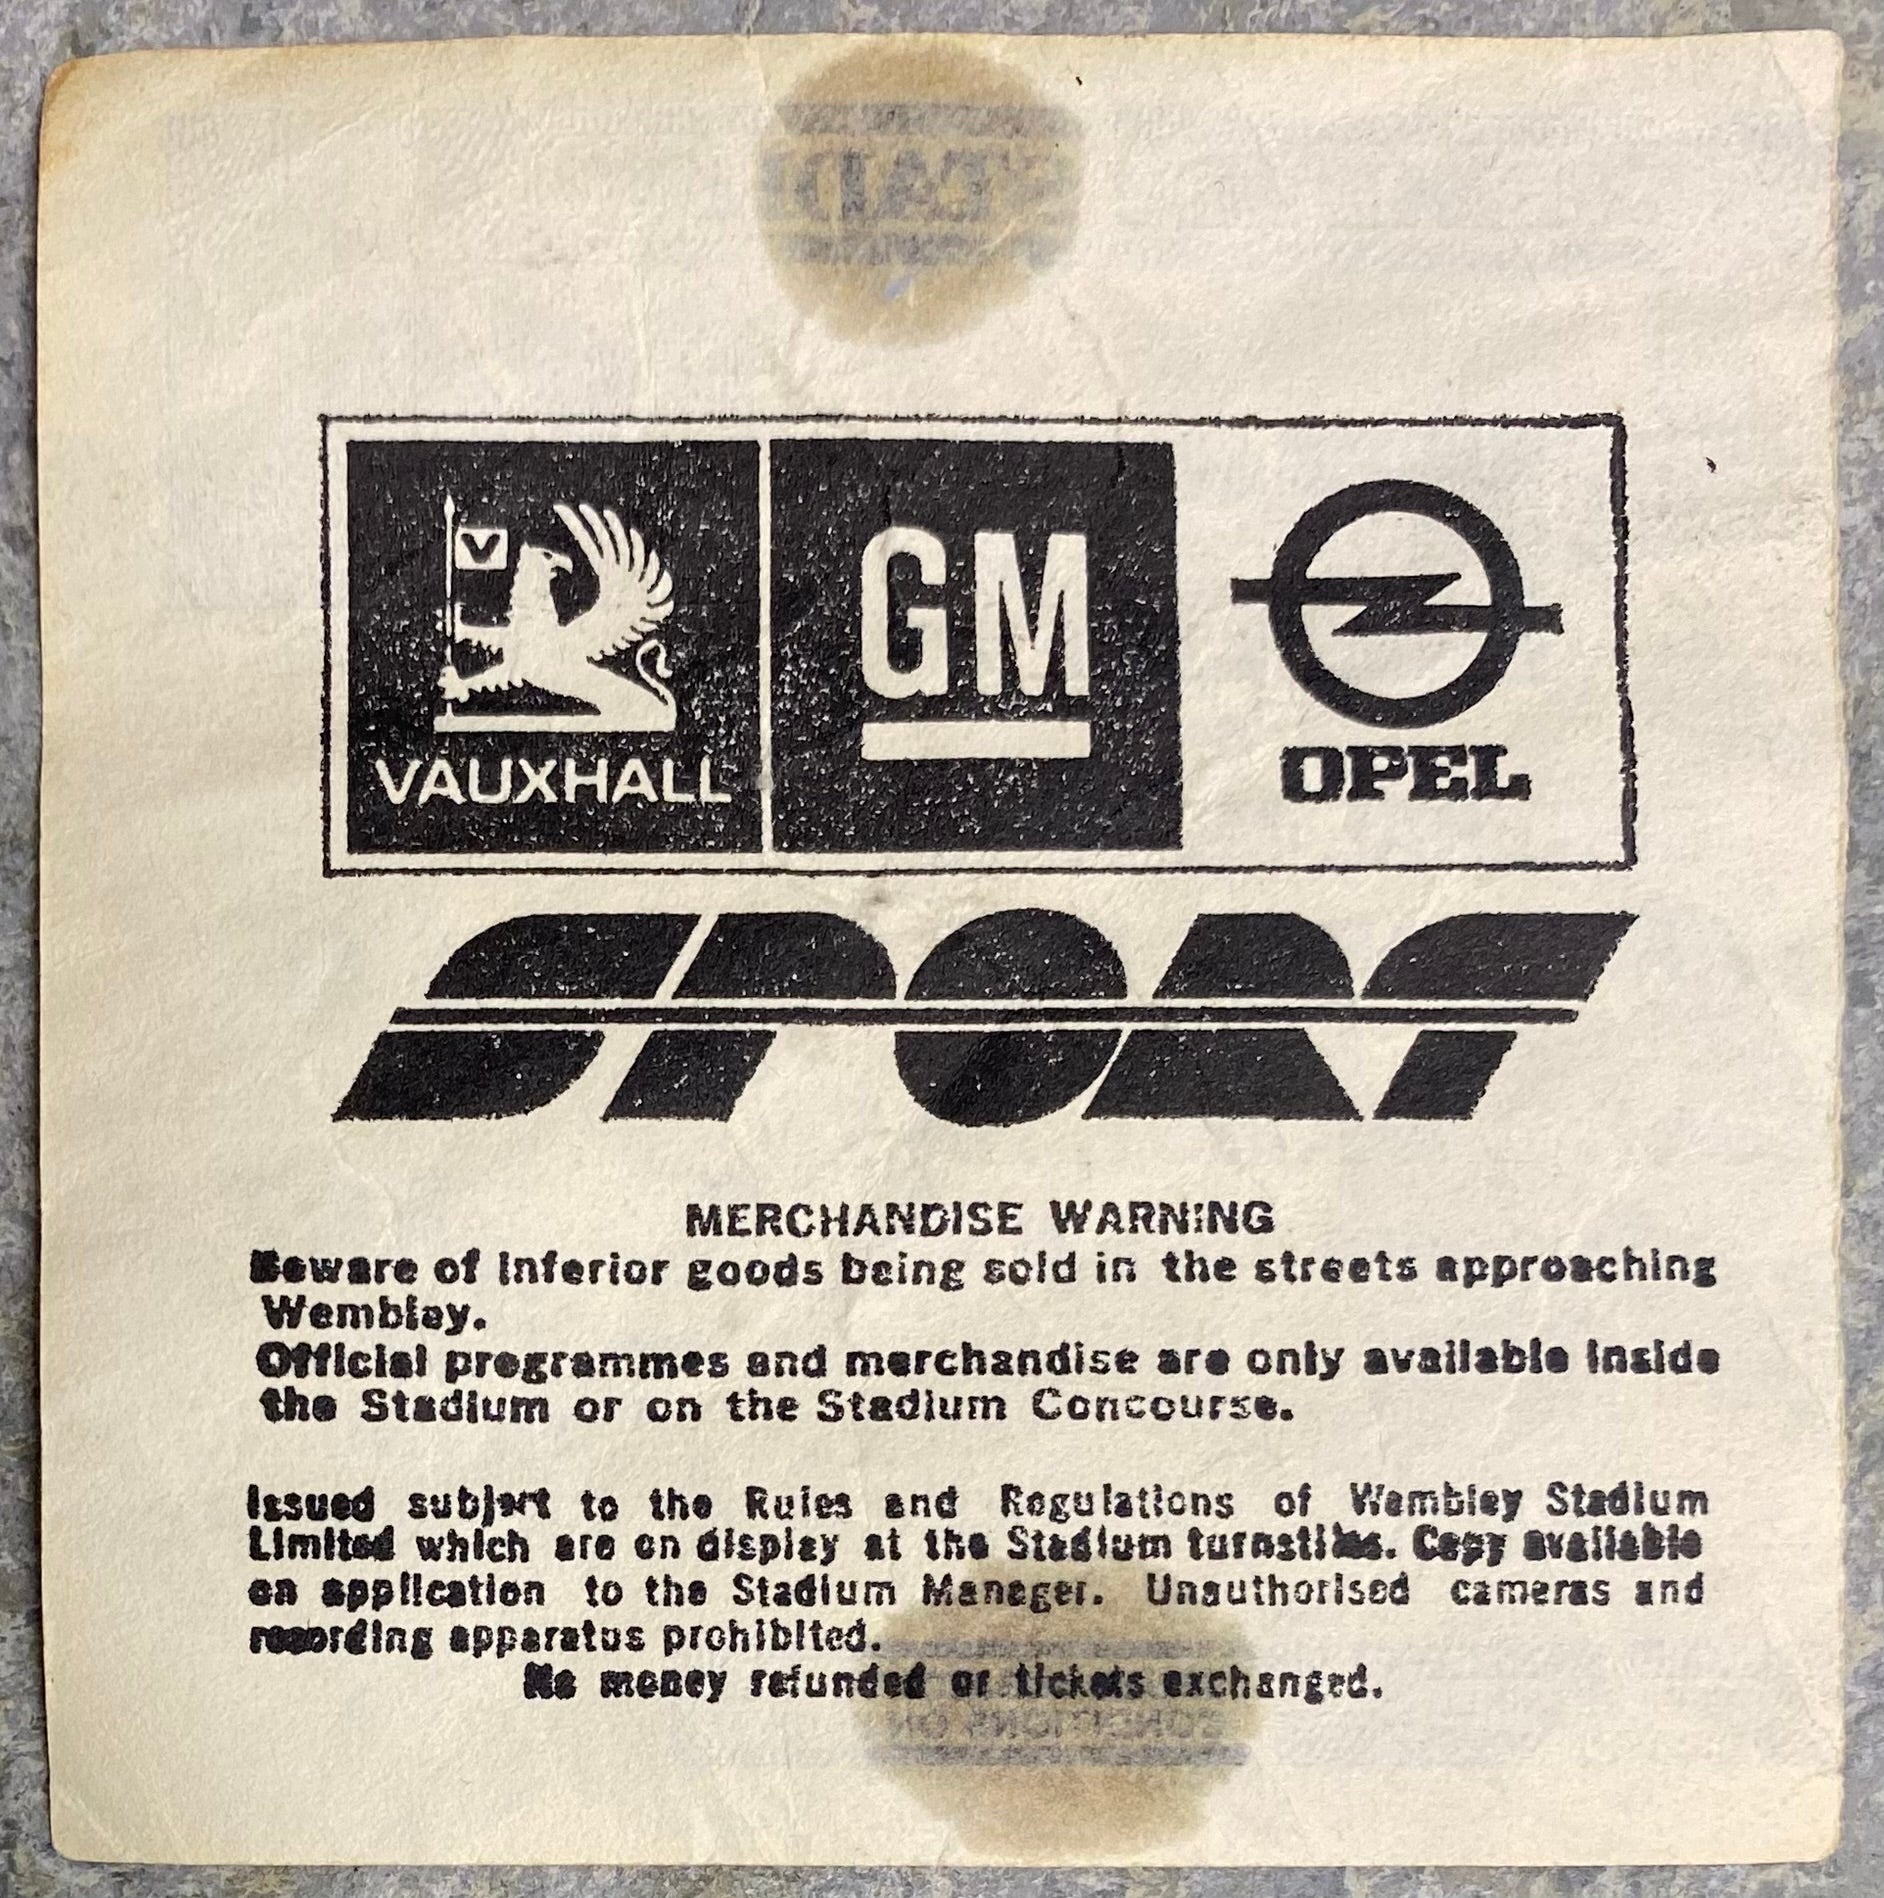 V
VAUXHALL
GM
OPEL
SPORT
MERCHANDISE WARNING
Beware of inferior goods being sold in the streets approaching
Wembley.
Official programmes and merchandise are only available inside
the Stadium or on the Stadium Concourse.
Issued subject to the Rules and Regulations of Wembley Stadium
Limited which are on display at the Stadium turnstiles. Copy available
on application to the Stadium Manager. Unauthorised cameras and
recording apparatus prohibited.
No money refunded or tickets exchanged.
CONDITIONS ON